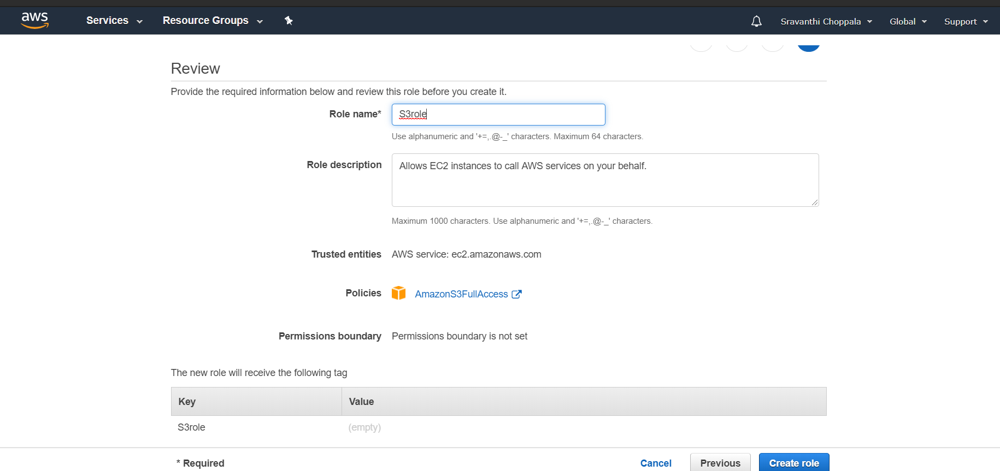 aws Services Resource Groups Sravanthi Choppala Global Support
Review
Provide the required information below and review this role before you create it.
Role name* S3role
Use alphanumeric and '+=,.@-_' characters. Maximum 64 characters.
Role description Allows EC2 instances to call AWS services on your behalf.
Maximum 1000 characters. Use alphanumeric and '+=,.@-_' characters.
Trusted entities AWS service: ec2.amazonaws.com
Policies AmazonS3FullAccess
Permissions boundary Permissions boundary is not set
The new role will receive the following tag
Key Value
S3role (empty)
* Required Cancel Previous Create role